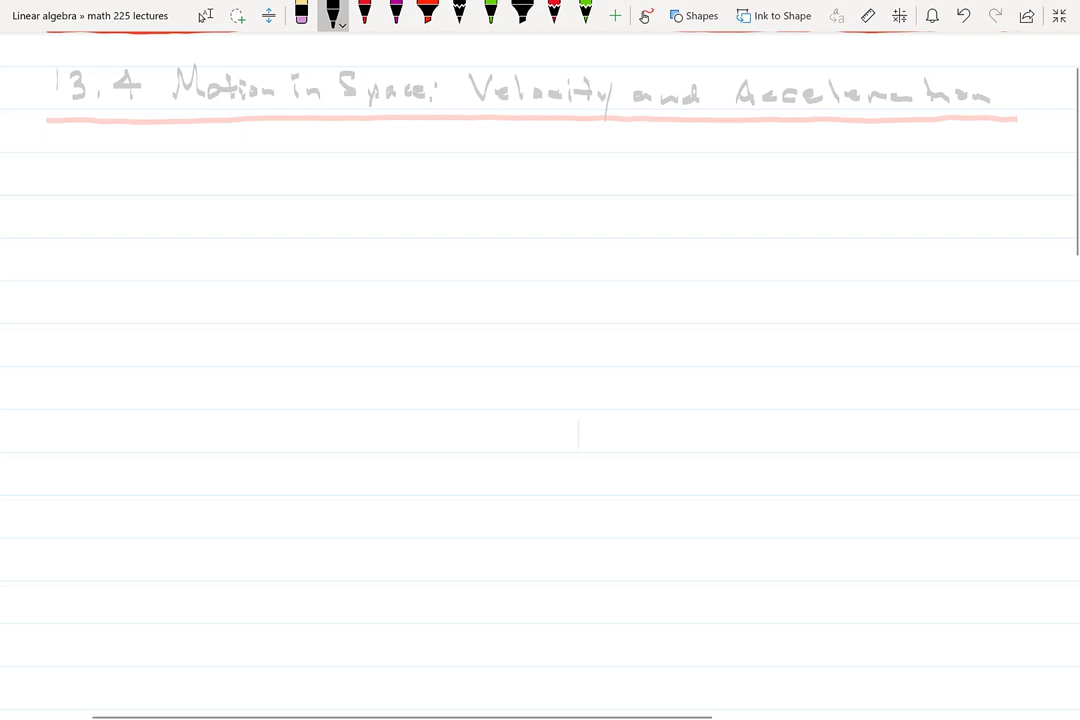 Linear algebra » math 225 lectures Shapes Ink to Shape
13.4 Motion in Space: Velocity and Acceleration